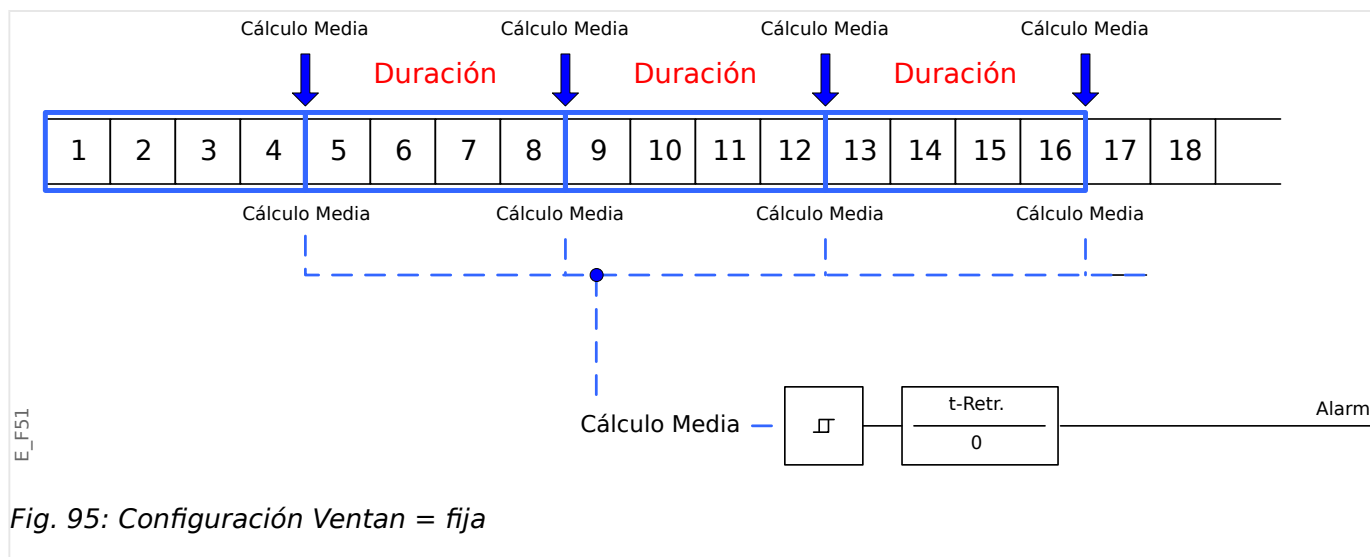 Cálculo Media Cálculo Media Cálculo Media Cálculo Media
Duración Duración Duración
1 2 3 4 5 6 7 8 9 10 11 12 13 14 15 16 17 18
Cálculo Media Cálculo Media Cálculo Media Cálculo Media
t-Retr.
Cálculo Media
0
Alarm
E_F51
Fig. 95: Configuración Ventan = fija